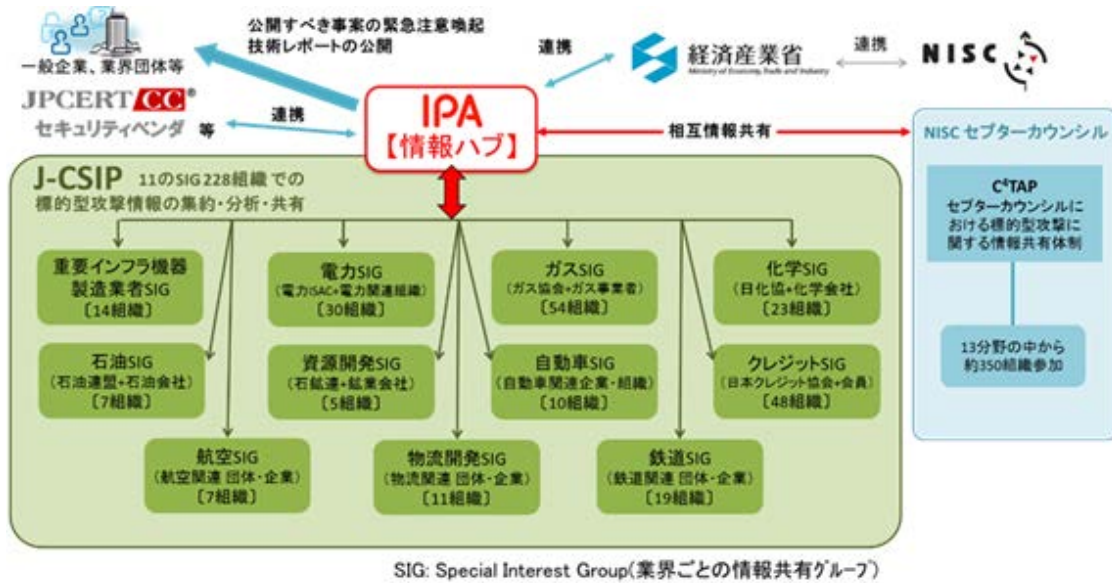 公開すべき事案の緊急注意喚起
技術レポートの公開
一般企業、業界団体等
JPCERT CC®
セキュリティベンダ 等
連携
連携
経済産業省
Ministry of Economy, Trade and Industry
連携
NISC
IPA
【情報ハブ】
相互情報共有
NISC セプターカウンシル
C⁴TAP
セプターカウンシルに
おける標的型攻撃に
関する情報共有体制
13分野の中から
約350組織参加
J-CSIP 11のSIG 228組織での
標的型攻撃情報の集約・分析・共有
重要インフラ機器
製造業者SIG
〔14組織〕
電力SIG
(電力ISAC+電力関連組織)
〔30組織〕
ガスSIG
(ガス協会+ガス事業者)
〔54組織〕
化学SIG
(日化協+化学会社)
〔23組織〕
石油SIG
(石油連盟+石油会社)
〔7組織〕
資源開発SIG
(石鉱連+鉱業会社)
〔5組織〕
自動車SIG
(自動車関連企業・組織)
〔10組織〕
クレジットSIG
(日本クレジット協会+会員)
〔48組織〕
航空SIG
(航空関連 団体・企業)
〔7組織〕
物流開発SIG
(物流関連 団体・企業)
〔11組織〕
鉄道SIG
(鉄道関連 団体・企業)
〔19組織〕
SIG: Special Interest Group(業界ごとの情報共有グループ)